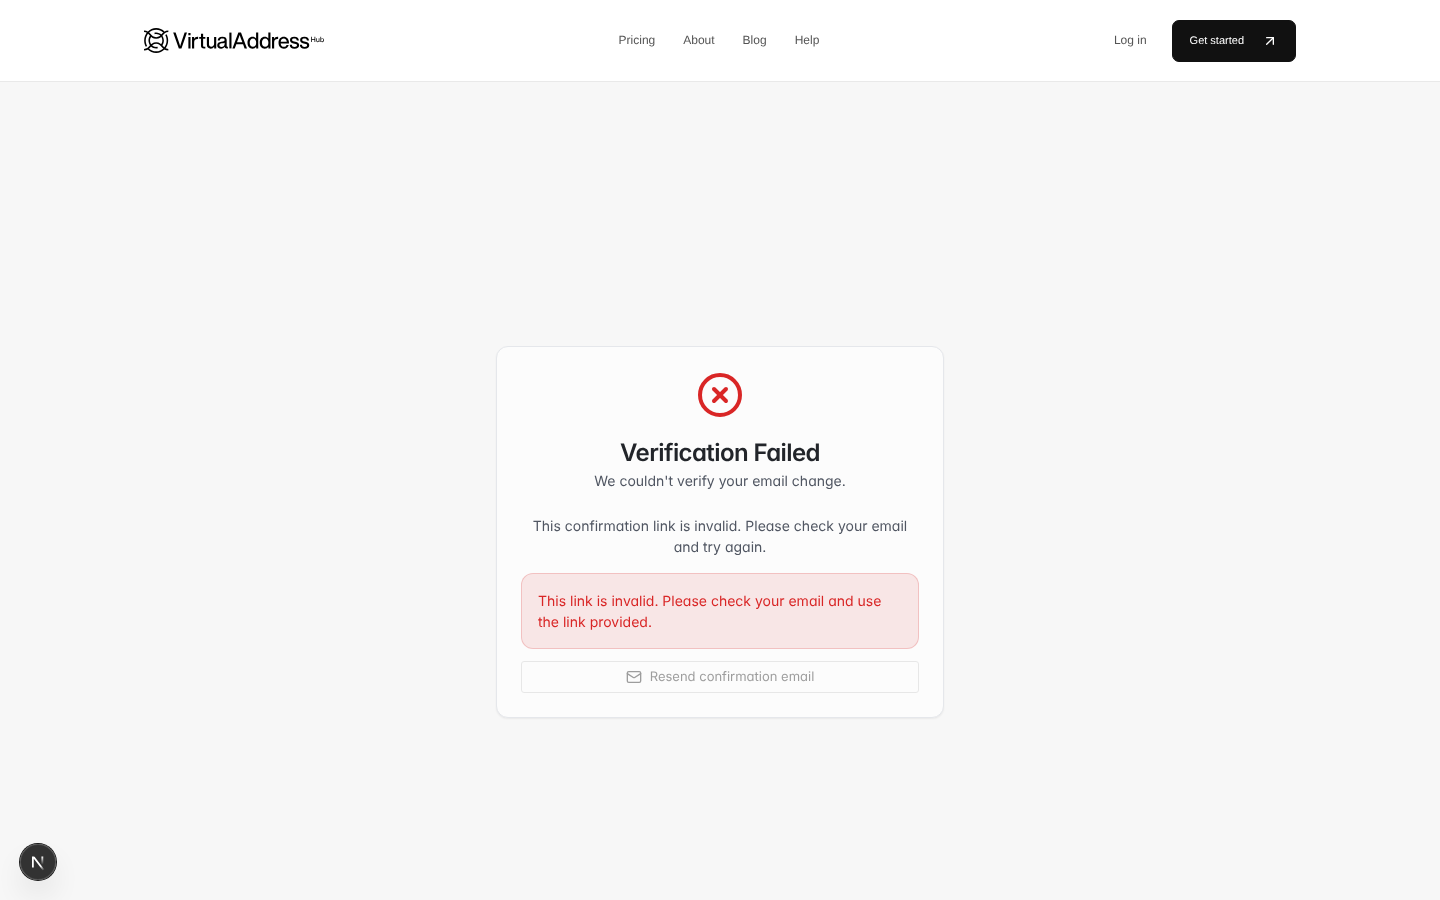 VirtualAddress Hub
Pricing
About
Blog
Help
Log in
Get started
Verification Failed
We couldn't verify your email change.
This confirmation link is invalid. Please check your email
and try again.
This link is invalid. Please check your email and use
the link provided.
Resend confirmation email
N